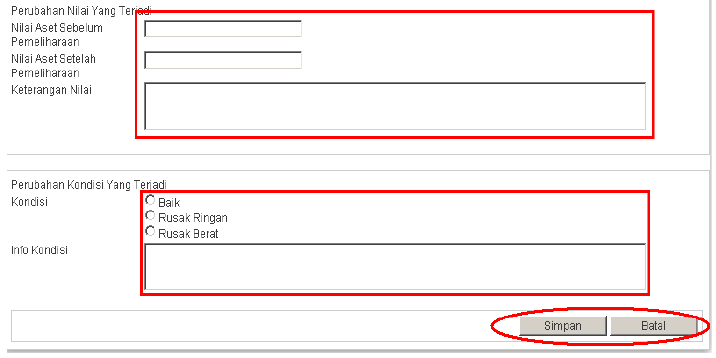 Perubahan Nilai Yang Terjadi
Nilai Aset Sebelum
Pemeliharaan
Nilai Aset Setelah
Pemeliharaan
Keterangan Nilai
Perubahan Kondisi Yang Terjadi
Kondisi
Baik
Rusak Ringan
Rusak Berat
Info Kondisi
Simpan Batal